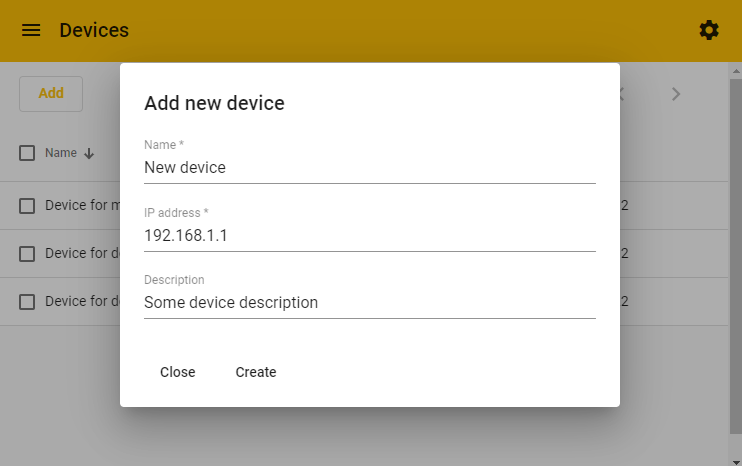 Devices
Add
Add new device
Name
Name *
New device
Device for
2
IP address *
192.168.1.1
Device for
2
Description
Some device description
Device for
2
Close
Create